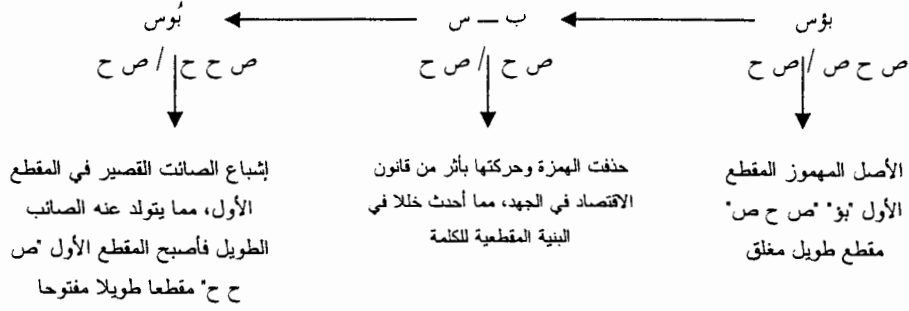 بؤس
ب — س
بُوس
ص ح ص / ص ح
ص ح / ص ح
ص ح ح / ص ح
الأصل المهموز المقطع
الأول "بؤ" "ص ح ص"
مقطع طويل مغلق
حذفت الهمزة وحركتها بأثر من قانون
الاقتصاد في الجهد، مما أحدث خللا في
البنية المقطعية للكلمة
إشباع الصائت القصير في المقطع
الأول، مما يتولد عنه الصائب
الطويل فأصبح المقطع الأول "ص
ح ح" مقطعا طويلا مفتوحا